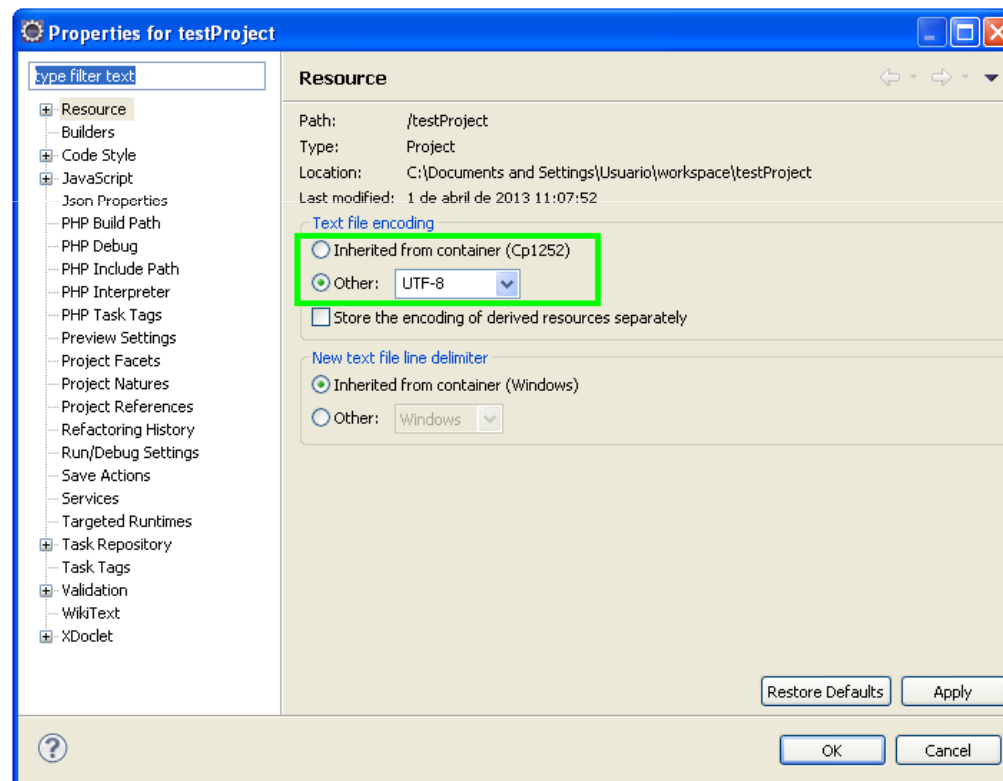 Properties for testProject
type filter text
Resource
Builders
Code Style
JavaScript
Json Properties
PHP Build Path
PHP Debug
PHP Include Path
PHP Interpreter
PHP Task Tags
Preview Settings
Project Facets
Project Natures
Project References
Refactoring History
Run/Debug Settings
Save Actions
Services
Targeted Runtimes
Task Repository
Task Tags
Validation
WikiText
XDoclet
Resource
Path: /testProject
Type: Project
Location: C:\Documents and Settings\Usuario\workspace\testProject
Last modified: 1 de abril de 2013 11:07:52
Text file encoding
Inherited from container (Cp1252)
Other: UTF-8
Store the encoding of derived resources separately
New text file line delimiter
Inherited from container (Windows)
Other: Windows
Restore Defaults Apply
? OK Cancel